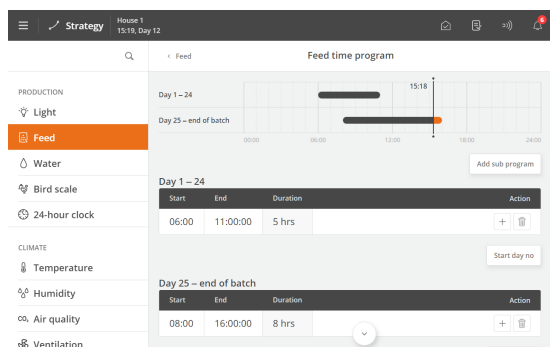 Strategy
House 1
15:19, Day 12
6
‹ Feed
Feed time program
PRODUCTION
Light
Feed
Water
Bird scale
24-hour clock
CLIMATE
Temperature
Humidity
CO₂ Air quality
Ventilation
15:18
Day 1 – 24
Day 25 – end of batch
00:00 06:00 12:00 18:00 24:00
Add sub program
Day 1 – 24
Start End Duration Action
06:00 11:00:00 5 hrs
Start day no
Day 25 – end of batch
Start End Duration Action
08:00 16:00:00 8 hrs